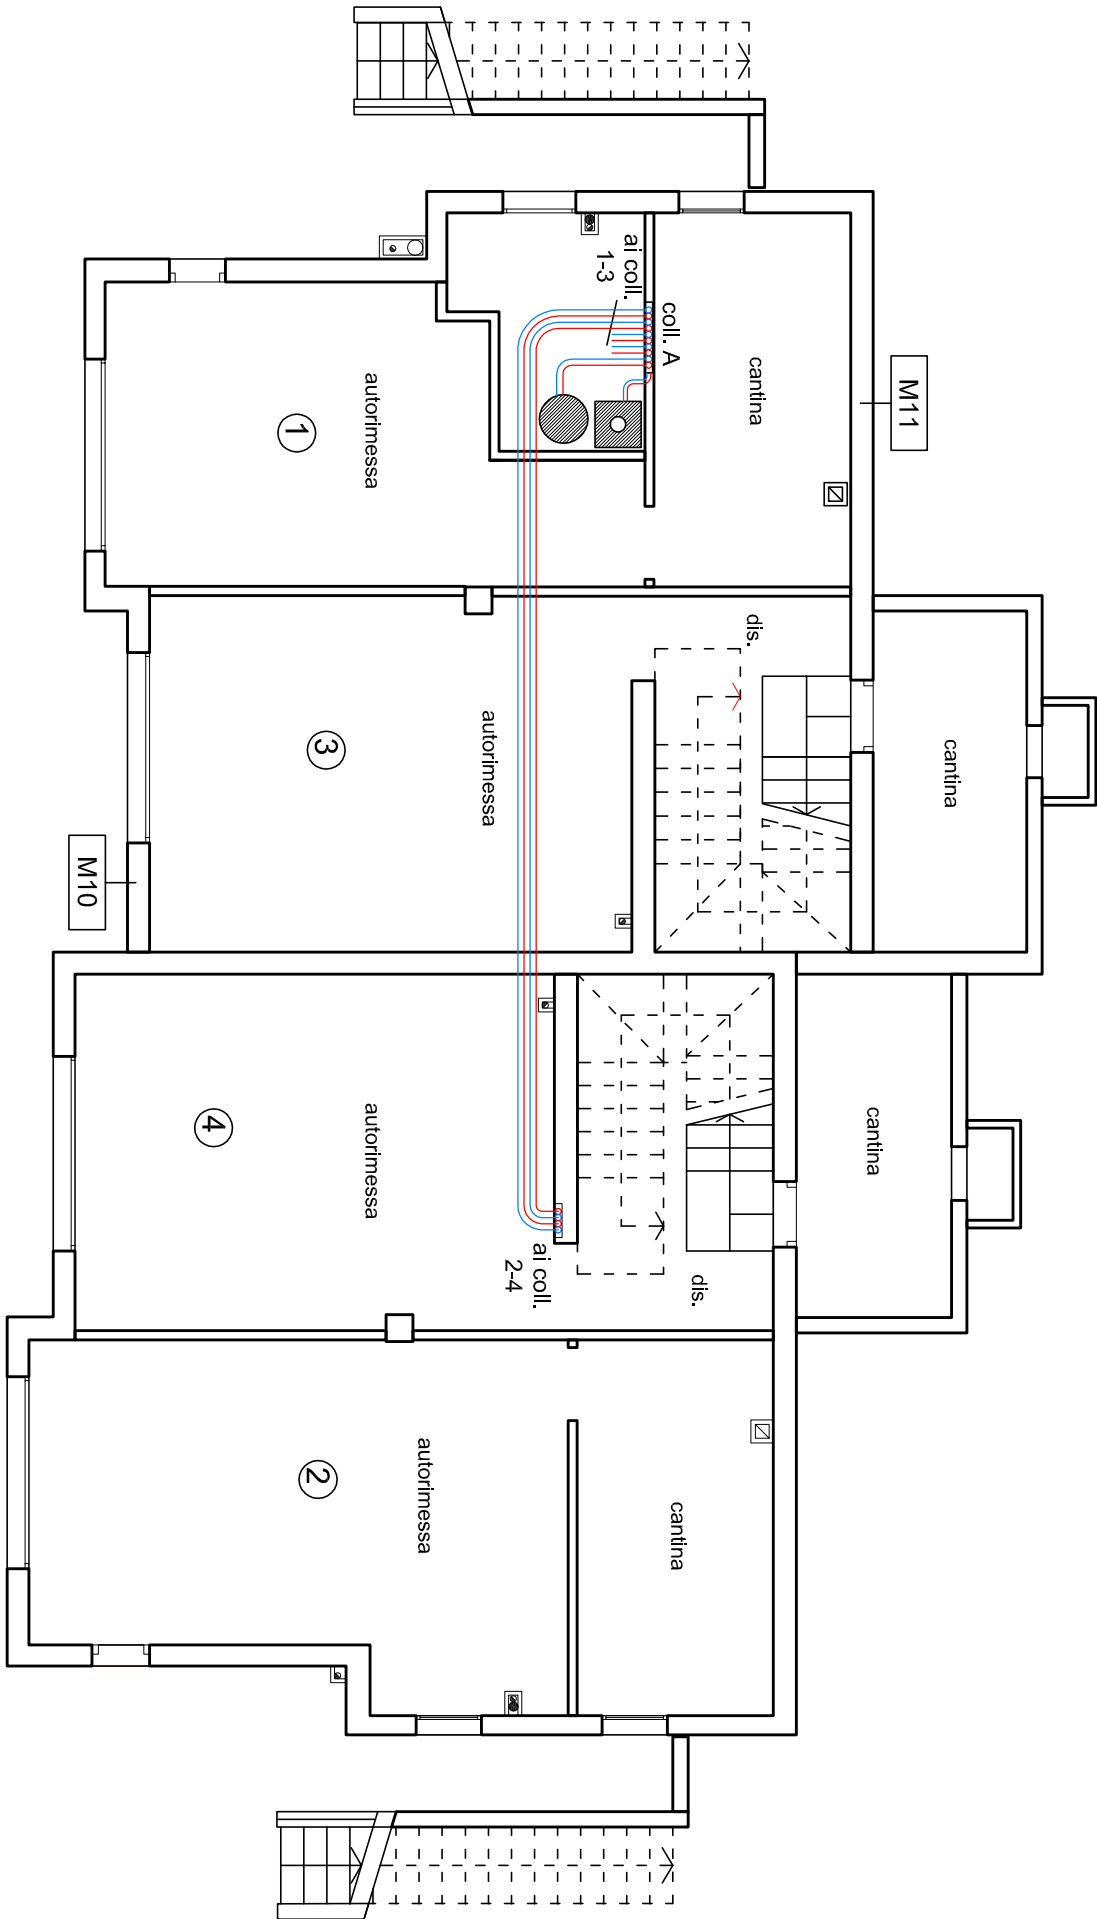 M11
cantina
coll. A
ai coll.
1-3
autorimessa
1
dis.
cantina
autorimessa
3
M10
cantina
autorimessa
4
ai coll.
2-4
dis.
autorimessa
2
cantina